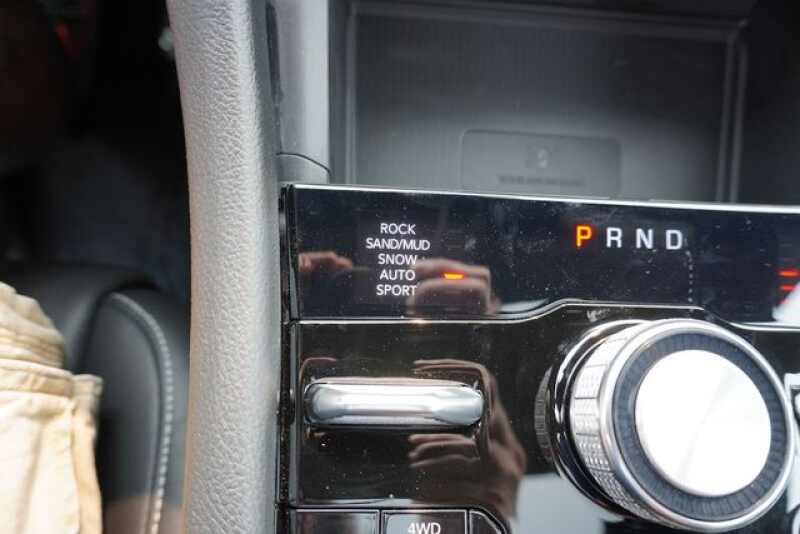 ROCK
SAND/MUD
SNOW
AUTO
SPORT
P R N D
4WD